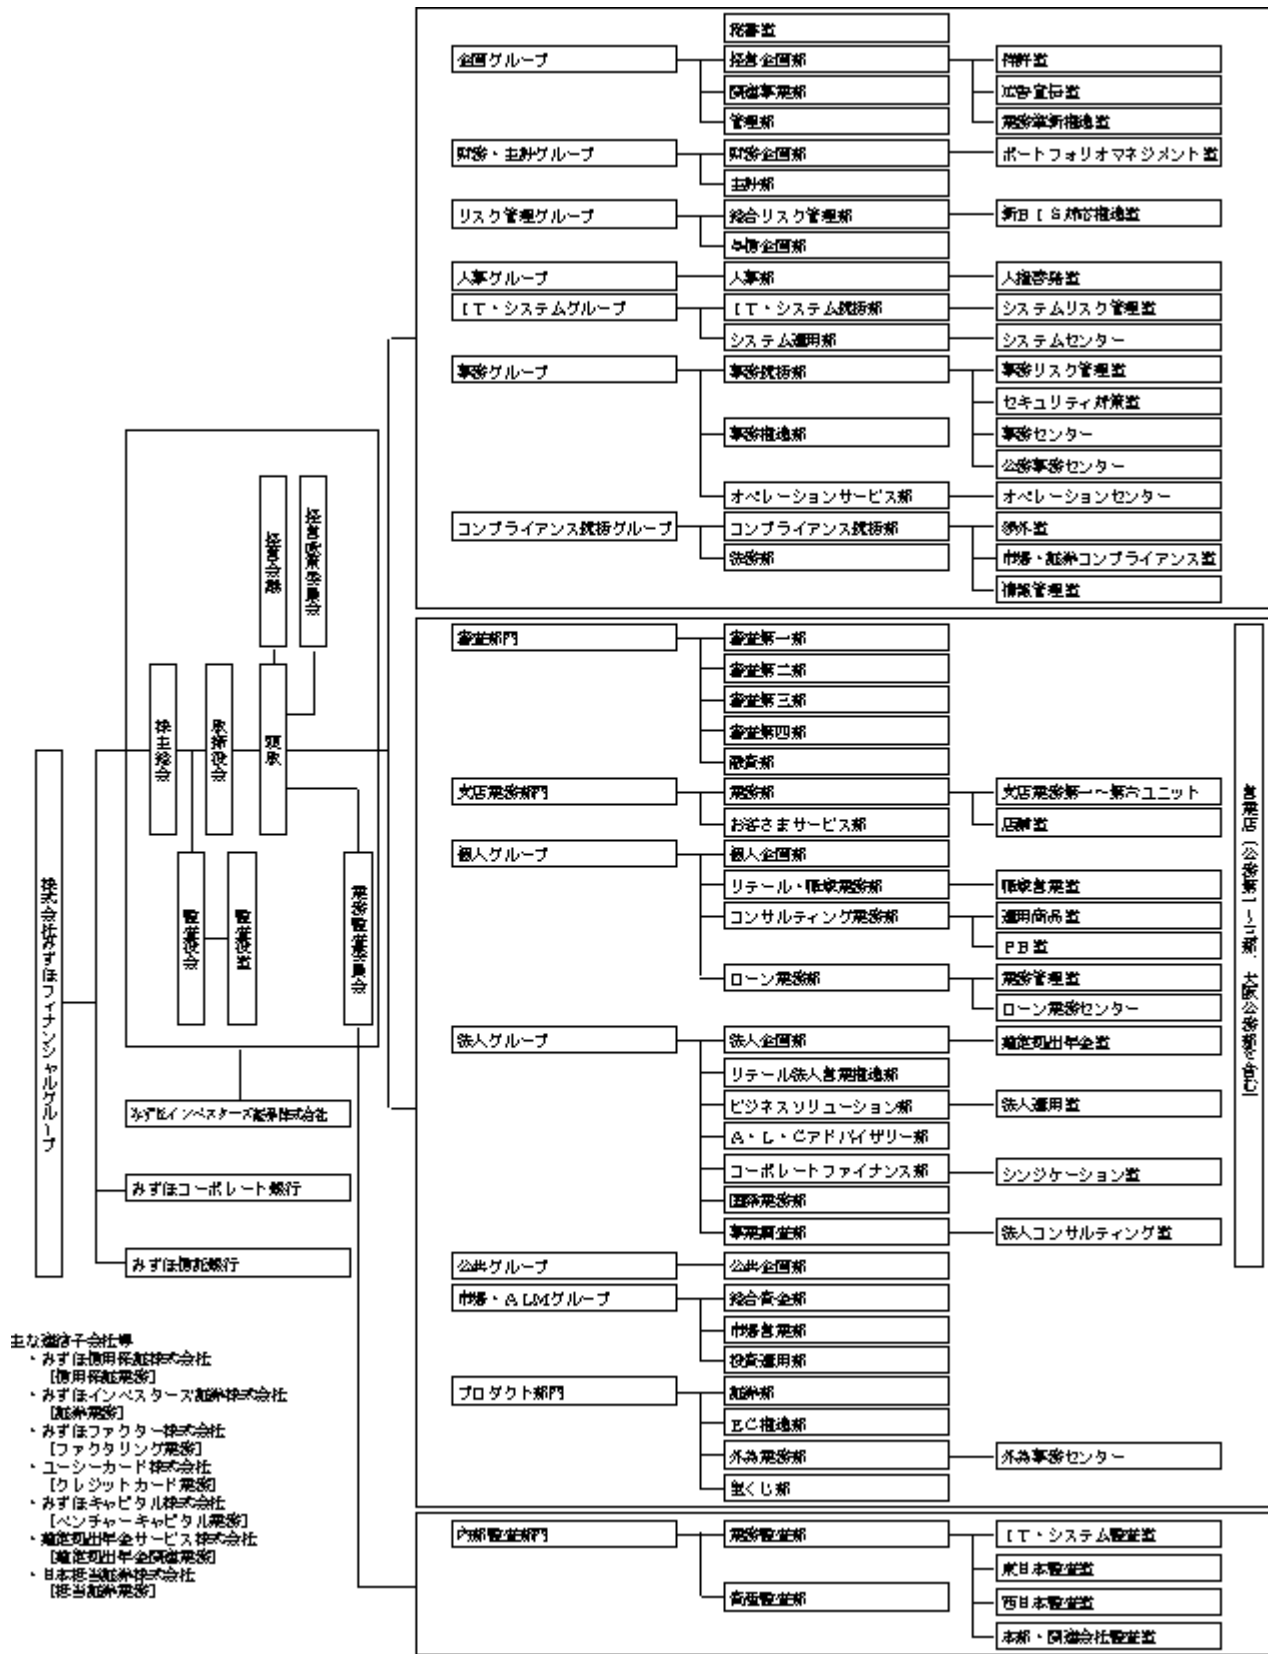 秘書室
企画グループ
経営企画部
広告宣伝室
関連事業部
業務革新推進室
管理部
財務・主計グループ
財務企画部
ポートフォリオマネジメント室
主計部
リスク管理グループ
総合リスク管理部
新ＢＩＳ対応推進室
与信企画部
人事グループ
人事部
人権啓発室
ＩＴ・システムグループ
ＩＴ・システム統括部
システムリスク管理室
システム運用部
システムセンター
事務グループ
事務統括部
事務リスク管理室
セキュリティ対策室
事務推進部
事務センター
公務事務センター
オペレーションサービス部
オペレーションセンター
コンプライアンス統括グループ
コンプライアンス統括部
渉外室
法務部
市場・証券コンプライアンス室
情報管理室
経営会議
経営政策委員会
株主総会
取締役会
頭取
監査役会
監査役室
業務監査委員会
株式会社みずほフィナンシャルグループ
みずほインベスターズ証券株式会社
みずほコーポレート銀行
みずほ信託銀行
審査部門
審査第一部
審査第二部
審査第三部
審査第四部
融資部
支店業務部門
業務部
支店業務第一～第六ユニット
お客さまサービス部
店舗室
個人グループ
個人企画部
リテール・職域業務部
職域営業室
コンサルティング業務部
運用商品室
ＰＢ室
ローン業務部
業務管理室
ローン業務センター
法人グループ
法人企画部
確定拠出年金室
リテール法人営業推進部
ビジネスソリューション部
法人運用室
Ａ・Ｌ・Ｃアドバイザリー部
コーポレートファイナンス部
シンジケーション室
国際業務部
事業調査部
法人コンサルティング室
公共グループ
公共企画部
市場・ＡＬＭグループ
総合資金部
市場営業部
投資運用部
プロダクト部門
証券部
ＥＣ推進部
外為業務部
外為事務センター
宝くじ部
営業店（公務第一～三部、大阪公務部を含む）
内部監査部門
業務監査部
ＩＴ・システム監査室
東日本監査室
資産監査部
西日本監査室
本部・関連会社監査室
主な連結子会社等
・みずほ信用保証株式会社
［信用保証業務］
・みずほインベスターズ証券株式会社
［証券業務］
・みずほファクター株式会社
［ファクタリング業務］
・ユーシーカード株式会社
［クレジットカード業務］
・みずほキャピタル株式会社
［ベンチャーキャピタル業務］
・確定拠出年金サービス株式会社
［確定拠出年金関連業務］
・日本抵当証券株式会社
［抵当証券業務］